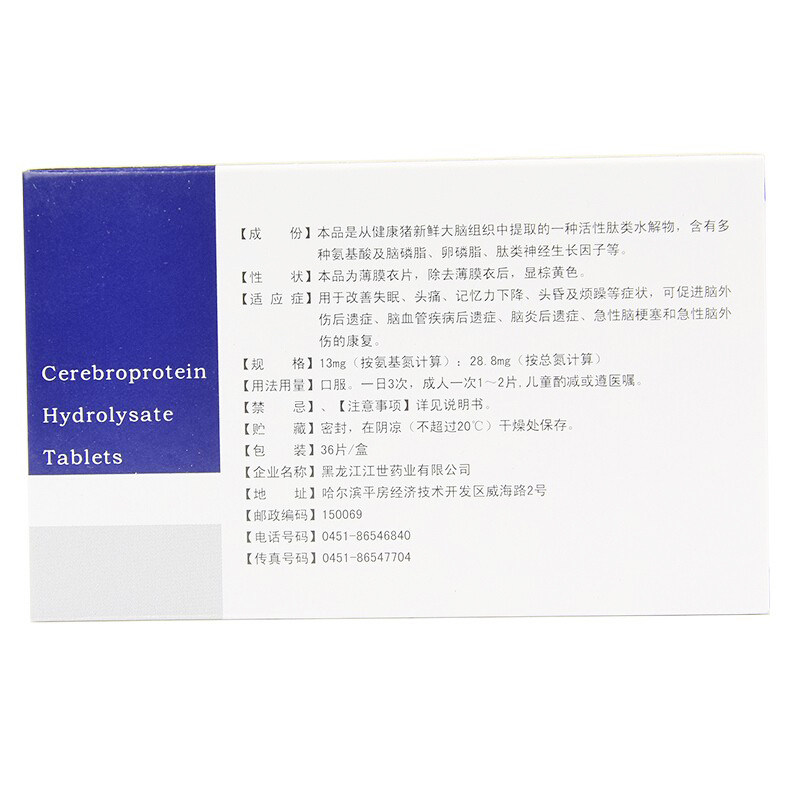 Cerebroprotein
Hydrolysate
Tablets
【成　份】本品是从健康猪新鲜大脑组织中提取的一种活性肽类水解物，含有多
种氨基酸及脑磷脂、卵磷脂、肽类神经生长因子等。
【性　状】本品为薄膜衣片，除去薄膜衣后，显棕黄色。
【适应症】用于改善失眠、头痛、记忆力下降、头昏及烦躁等症状，可促进脑外
伤后遗症、脑血管疾病后遗症、脑炎后遗症、急性脑梗塞和急性脑外
伤的康复。
【规　格】13mg（按氨基氮计算）；28.8mg（按总氮计算）
【用法用量】口服。一日3次，成人一次1～2片，儿童酌减或遵医嘱。
【禁　忌】、【注意事项】详见说明书。
【贮　藏】密封，在阴凉（不超过20℃）干燥处保存。
【包　装】36片/盒
【企业名称】黑龙江江世药业有限公司
【地　址】哈尔滨平房经济技术开发区威海路2号
【邮政编码】150069
【电话号码】0451-86546840
【传真号码】0451-86547704